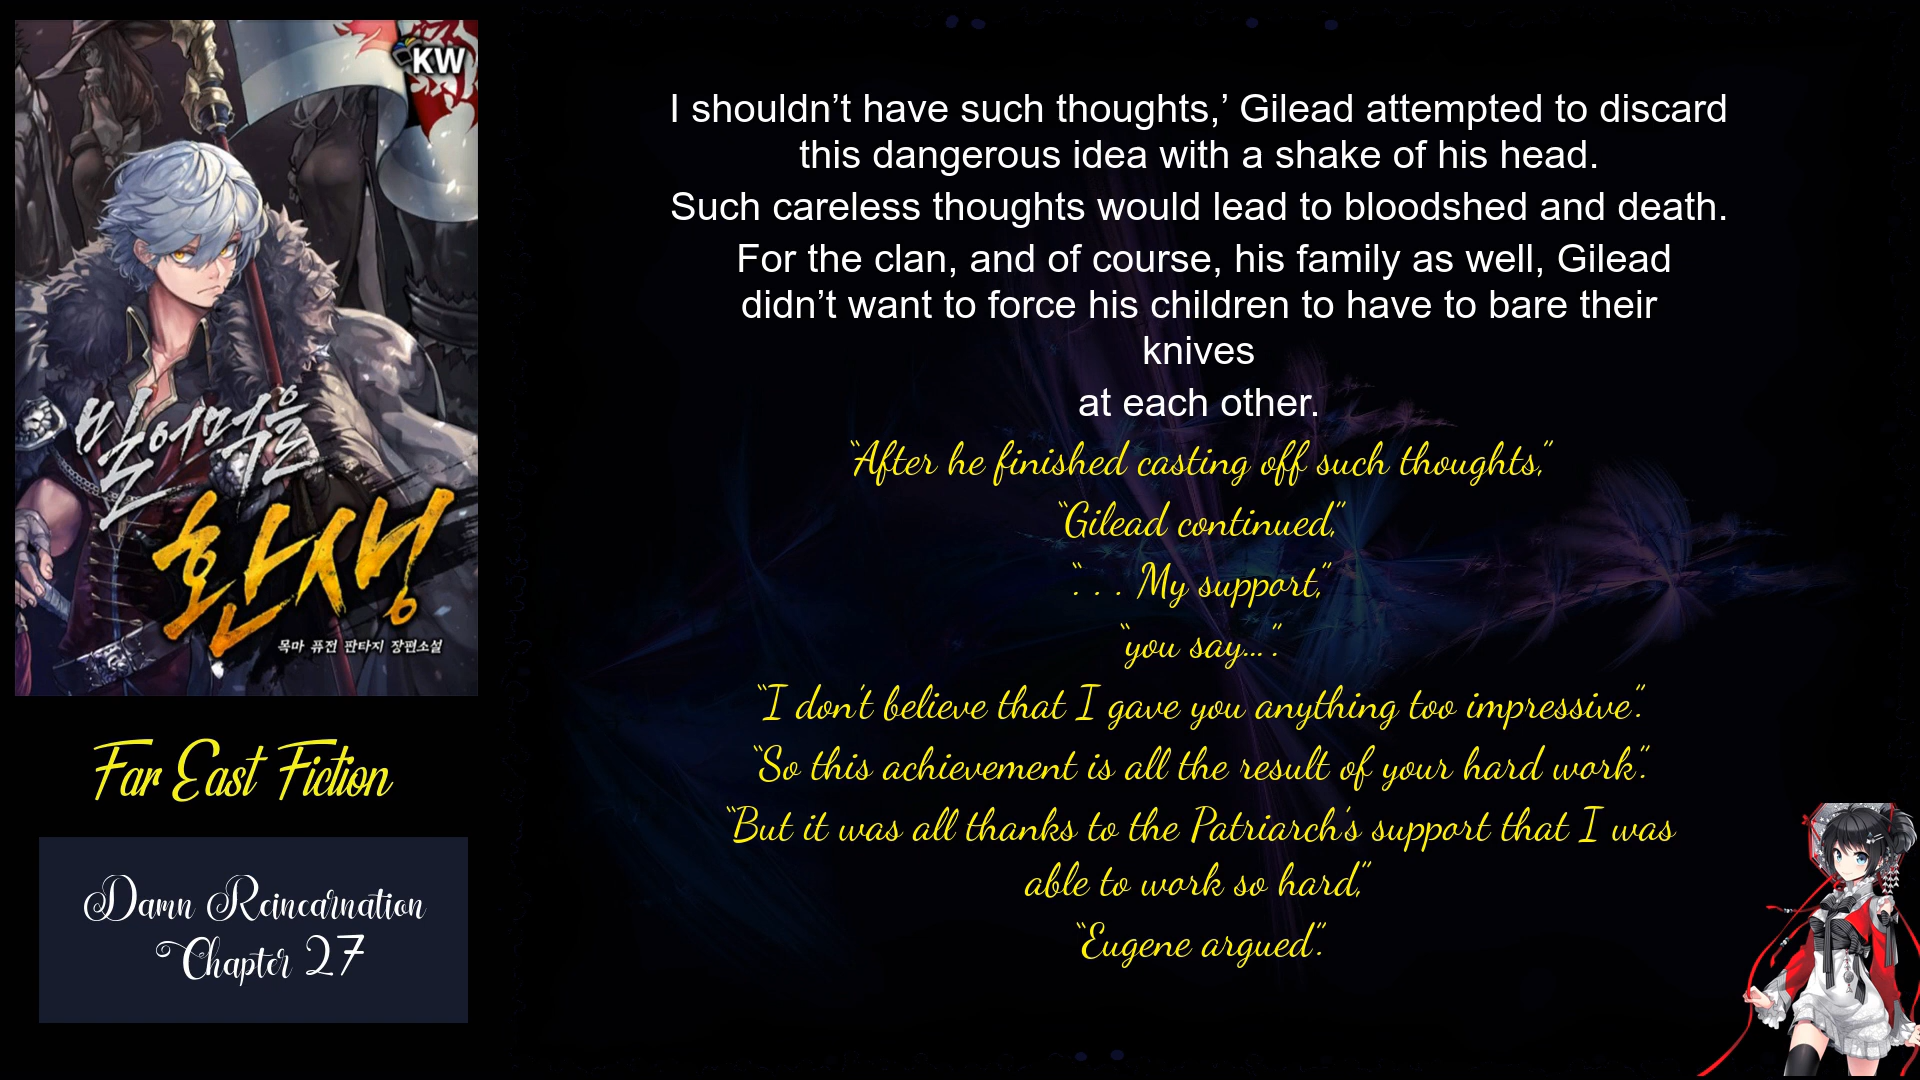 KW
빌어먹을
환생
목마 퓨전 판타지 장편소설
Far East Fiction
Damn Reincarnation
Chapter 27
I shouldn’t have such thoughts,’ Gilead attempted to discard
this dangerous idea with a shake of his head.
Such careless thoughts would lead to bloodshed and death.
For the clan, and of course, his family as well, Gilead
didn’t want to force his children to have to bare their
knives
at each other.
“After he finished casting off such thoughts,”
“Gilead continued,”
“. . . My support,”
“you say… .”
“I don’t believe that I gave you anything too impressive”.
“So this achievement is all the result of your hard work”.
“But it was all thanks to the Patriarch’s support that I was
able to work so hard,”
“Eugene argued”.